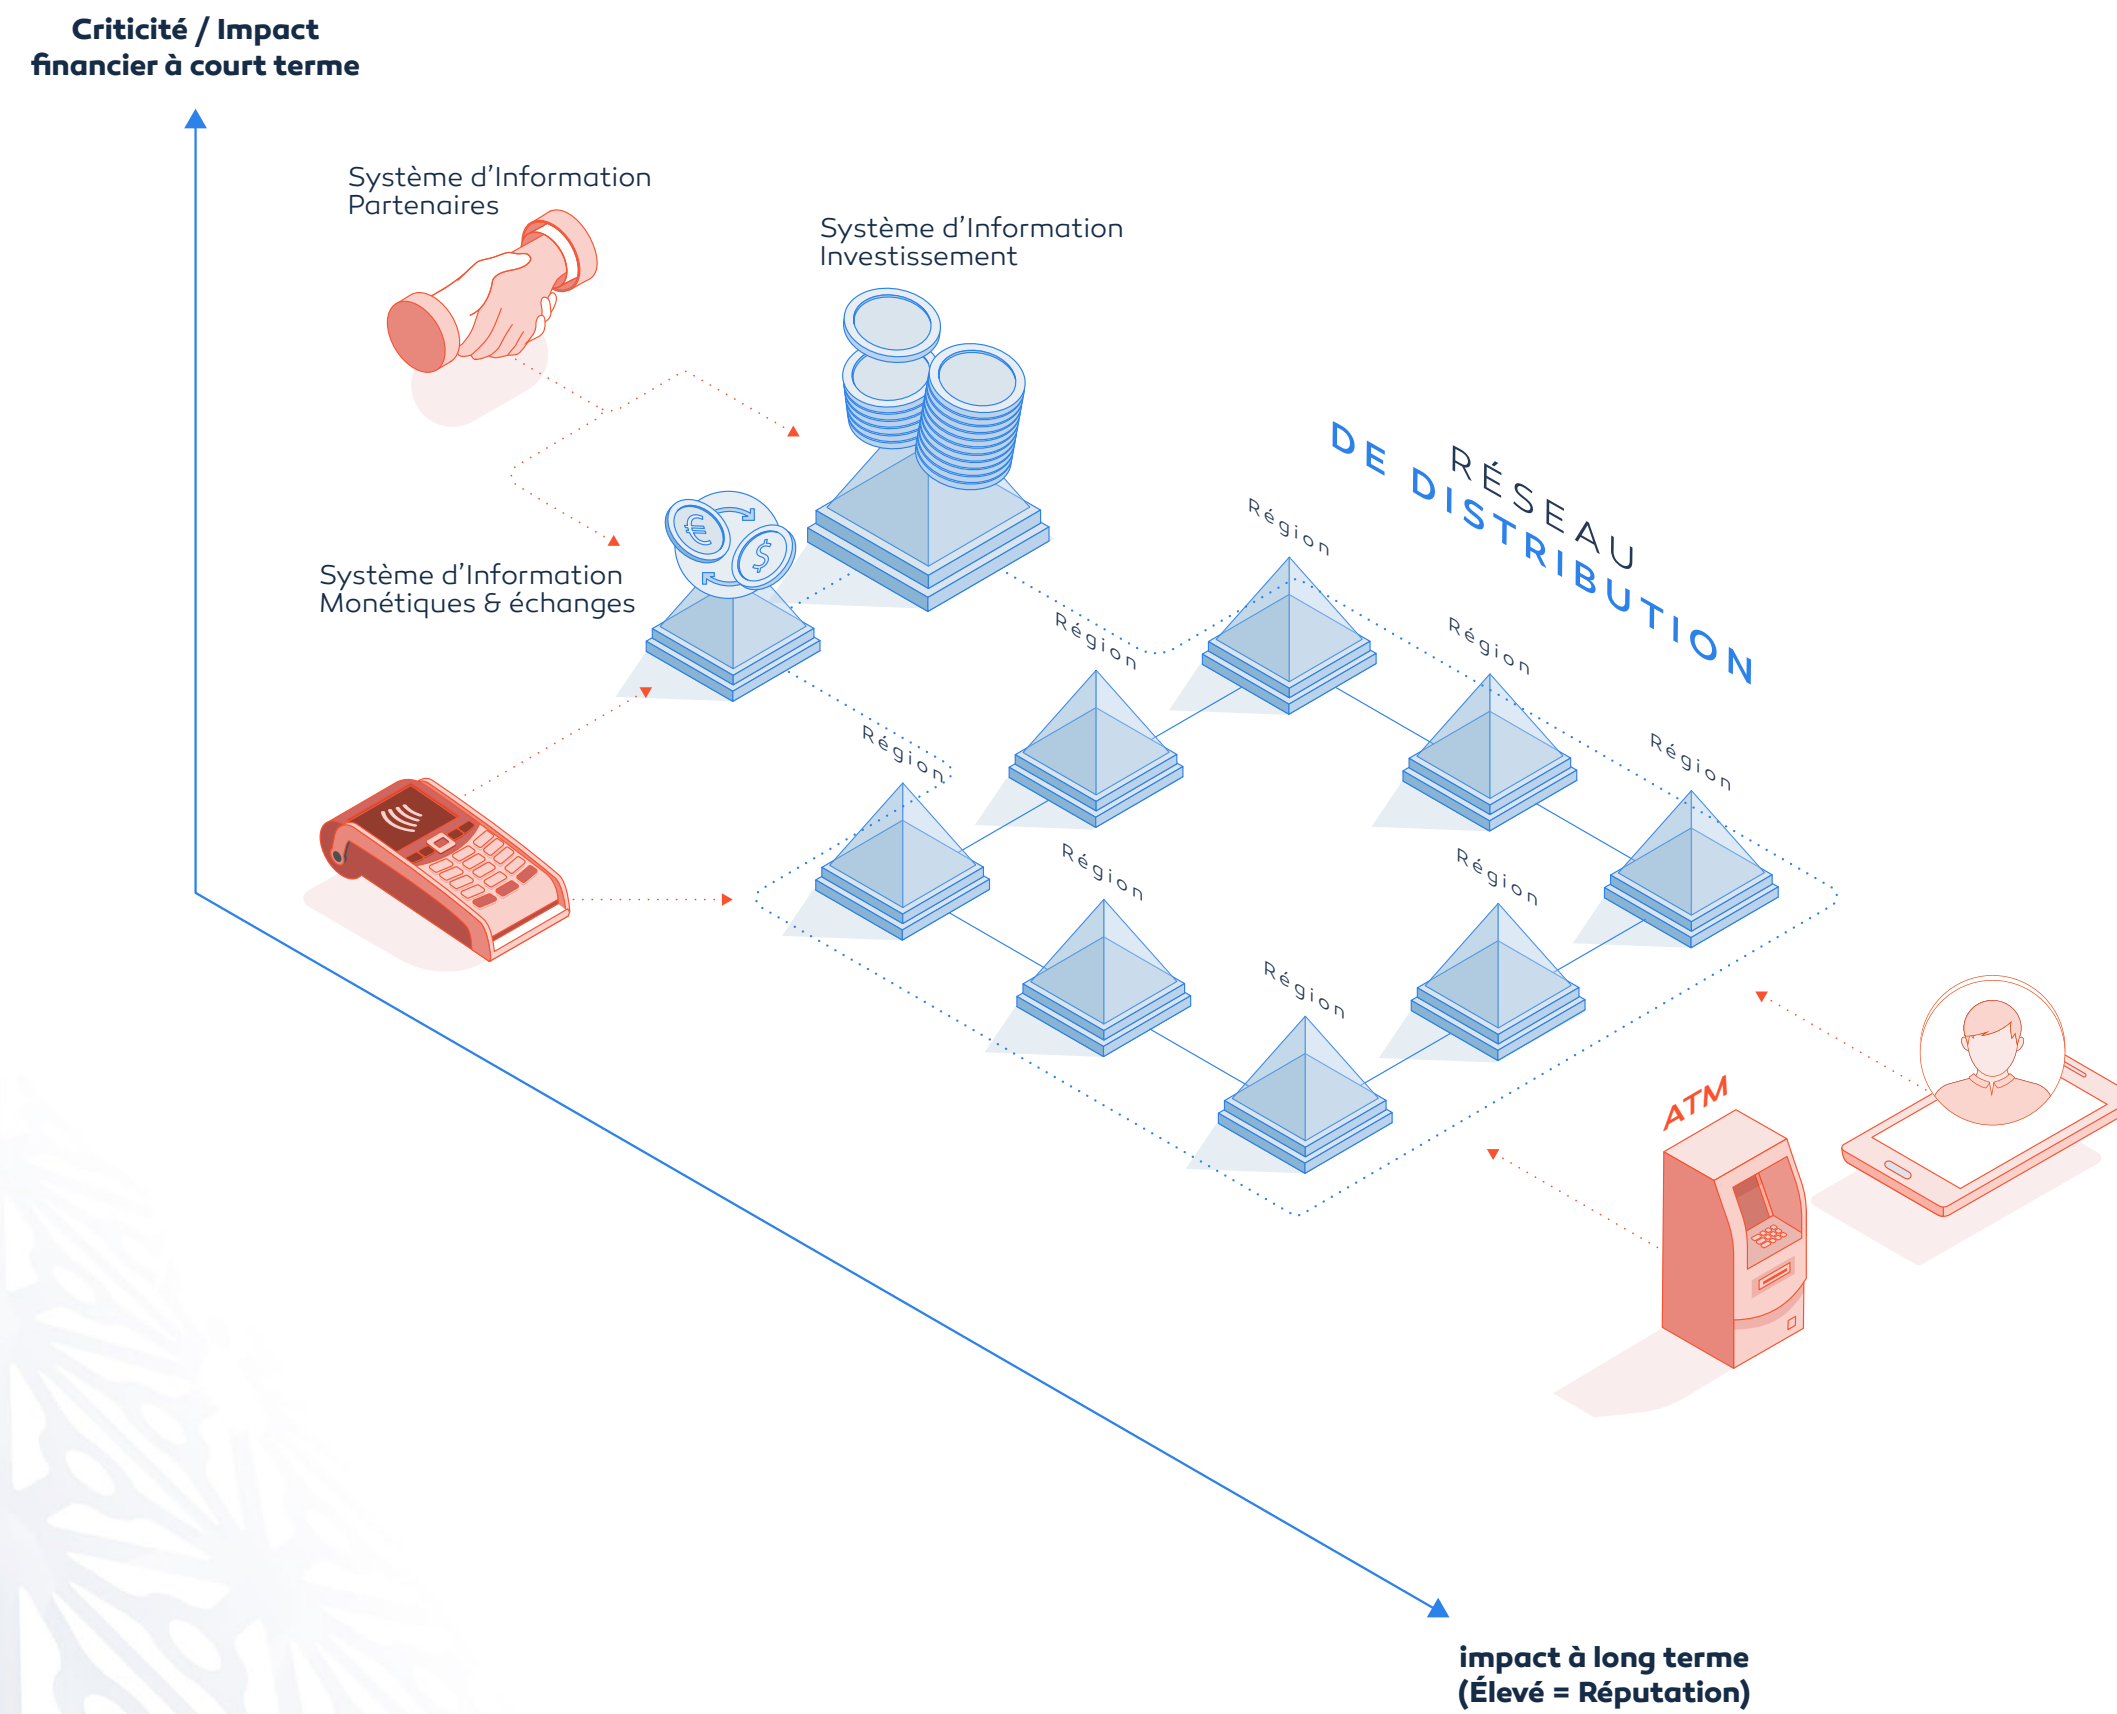 Criticité / Impact
financier à court terme
Système d'Information
Partenaires
Système d'Information
Investissement
RÉSEAU
DE DISTRIBUTION
Région
Système d'Information
Monétiques & échanges
€
$
Région
Région
Région
Région
Région
Région
Région
ATM
impact à long terme
(Élevé = Réputation)